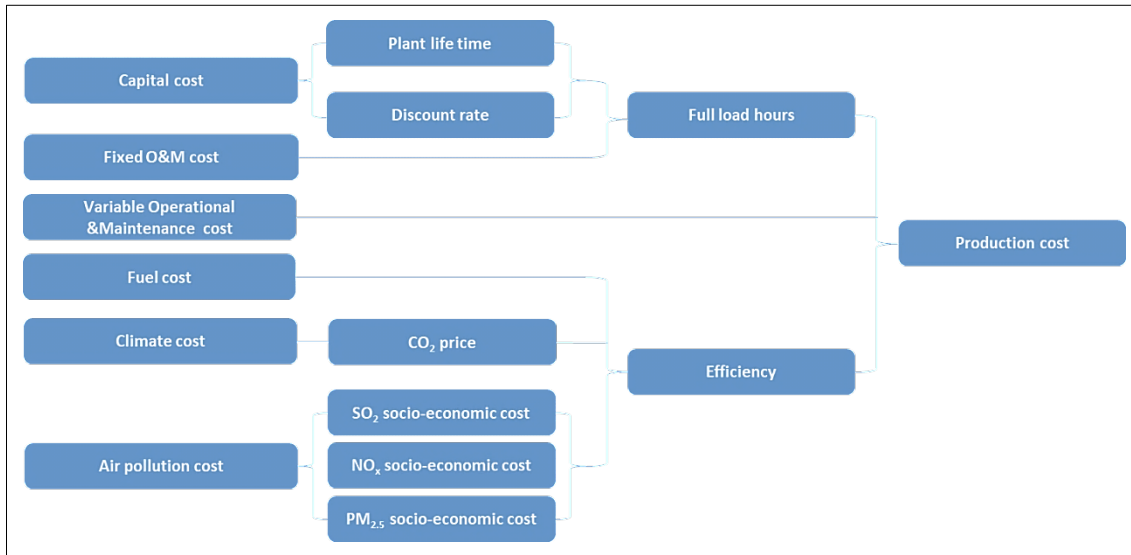 Plant life time
Capital cost
Discount rate
Full load hours
Fixed O&M cost
Variable Operational
&Maintenance cost
Production cost
Fuel cost
Climate cost
CO₂ price
Efficiency
SO₂ socio-economic cost
Air pollution cost
NOₓ socio-economic cost
PM₂.₅ socio-economic cost